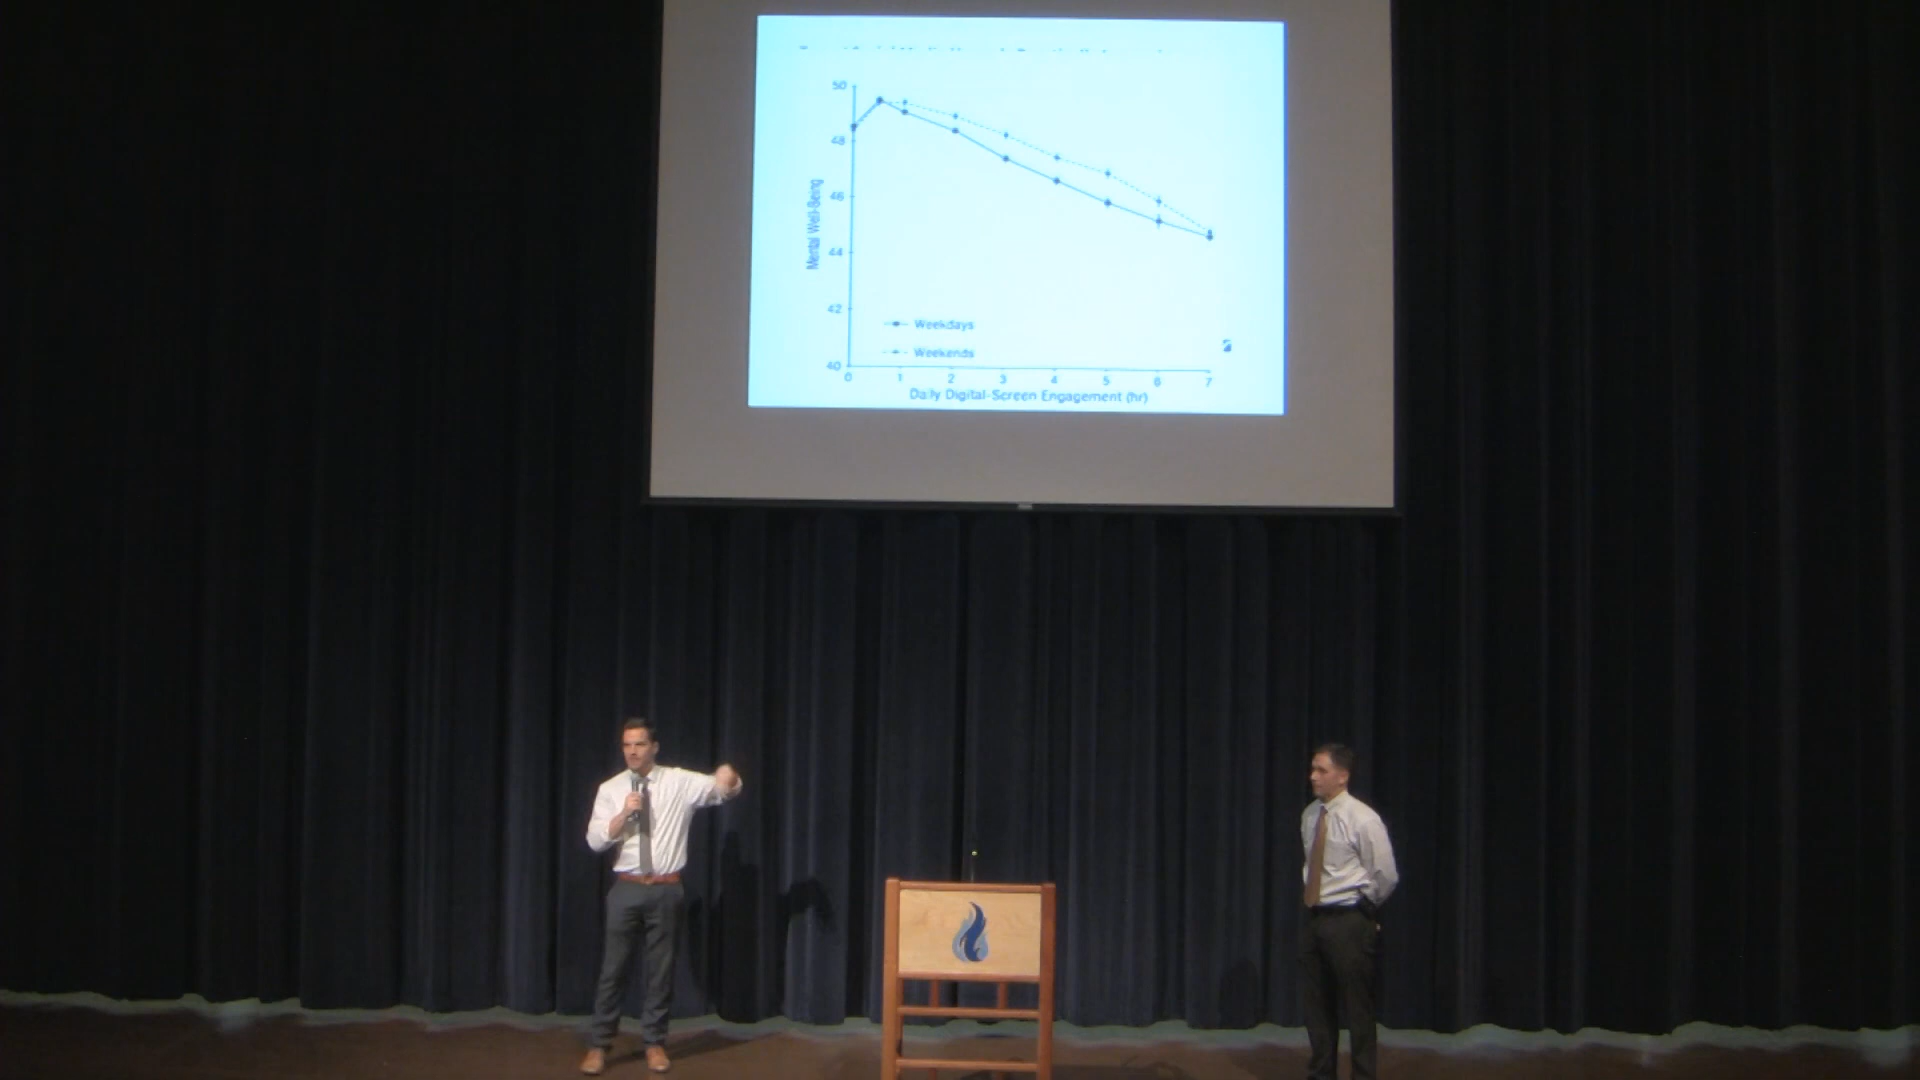 50
48
46
44
42
40
Mental Well-Being
Weekdays
Weekends
0 1 2 3 4 5 6 7
Daily Digital-Screen Engagement (hr)